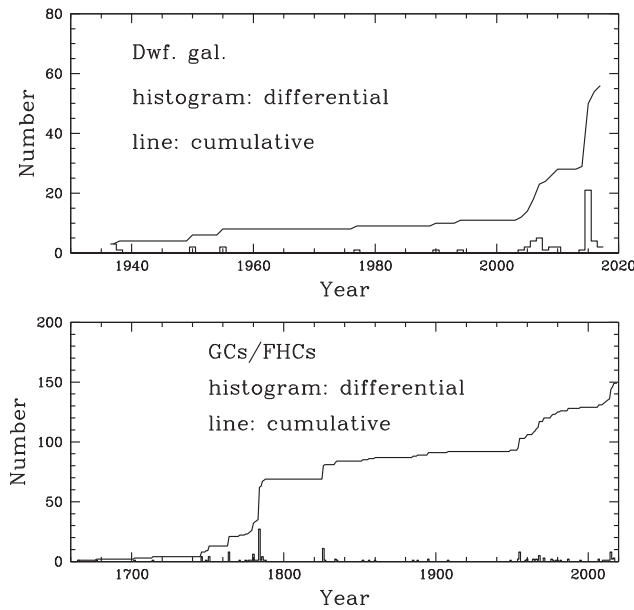 80
60
40
20
0
Number
Dwf. gal.
histogram: differential
line: cumulative
1940
1960
1980
2000
2020
Year
200
150
100
50
0
Number
GCs/FHCs
histogram: differential
line: cumulative
1700
1800
1900
2000
Year